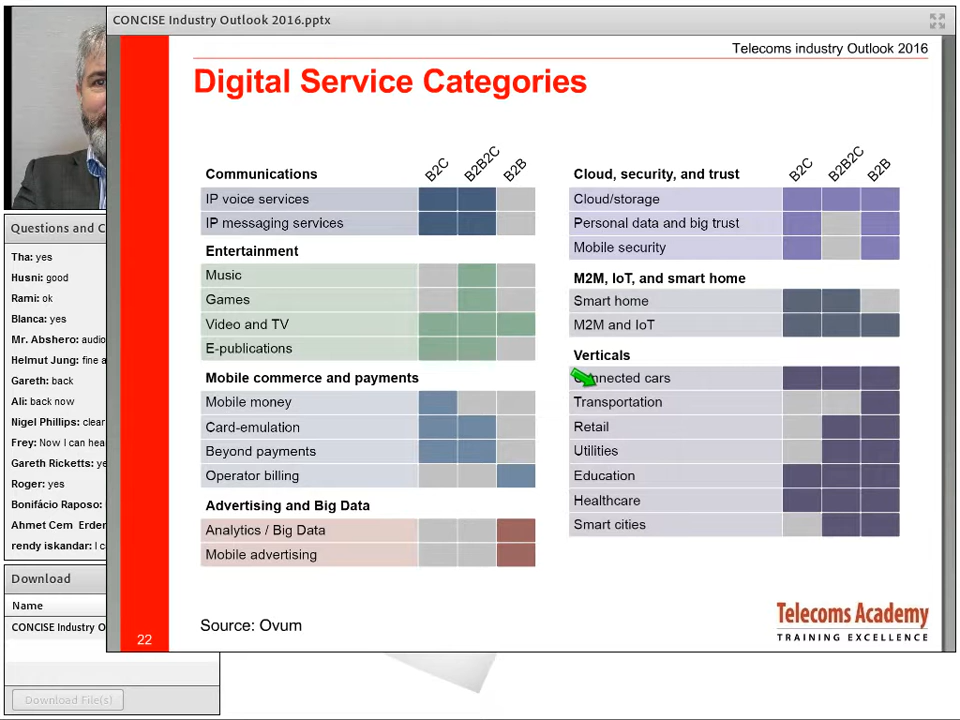 CONCISE Industry Outlook 2016.pptx
Telecoms industry Outlook 2016
Digital Service Categories
Communications B2C B2B2C B2B
IP voice services
IP messaging services
Entertainment
Music
Games
Video and TV
E-publications
Mobile commerce and payments
Mobile money
Card-emulation
Beyond payments
Operator billing
Advertising and Big Data
Analytics / Big Data
Mobile advertising
Cloud, security, and trust B2C B2B2C B2B
Cloud/storage
Personal data and big trust
Mobile security
M2M, IoT, and smart home
Smart home
M2M and IoT
Verticals
Connected cars
Transportation
Retail
Utilities
Education
Healthcare
Smart cities
Source: Ovum
22
Telecoms Academy
TRAINING EXCELLENCE
Questions and C
Tha: yes
Husni: good
Rami: ok
Blanca: yes
Mr. Abshero: audio
Helmut Jung: fine a
Gareth: back
Ali: back now
Nigel Phillips: clear
Frey: Now I can hea
Gareth Ricketts: ye
Roger: yes
Bonifácio Raposo:
Ahmet Cem Erder
rendy iskandar: I c
Download
Name
CONCISE Industry O
Download File(s)